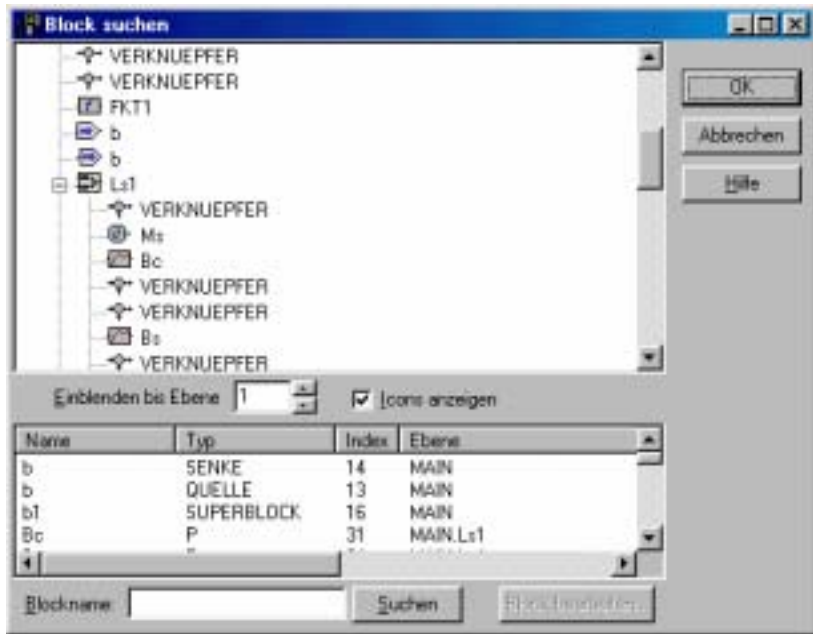 Block suchen
VERKNUEPFER
VERKNUEPFER
FKT1
b
b
Ls1
VERKNUEPFER
Ms
Bc
VERKNUEPFER
VERKNUEPFER
Bs
VERKNUEPFER
OK
Abbrechen
Hilfe
Einblenden bis Ebene 1 Icons anzeigen
Name Typ Index Ebene
b SENKE 14 MAIN
b QUELLE 13 MAIN
b1 SUPERBLOCK 16 MAIN
Bc P 31 MAIN.Ls1
Blockname: Suchen